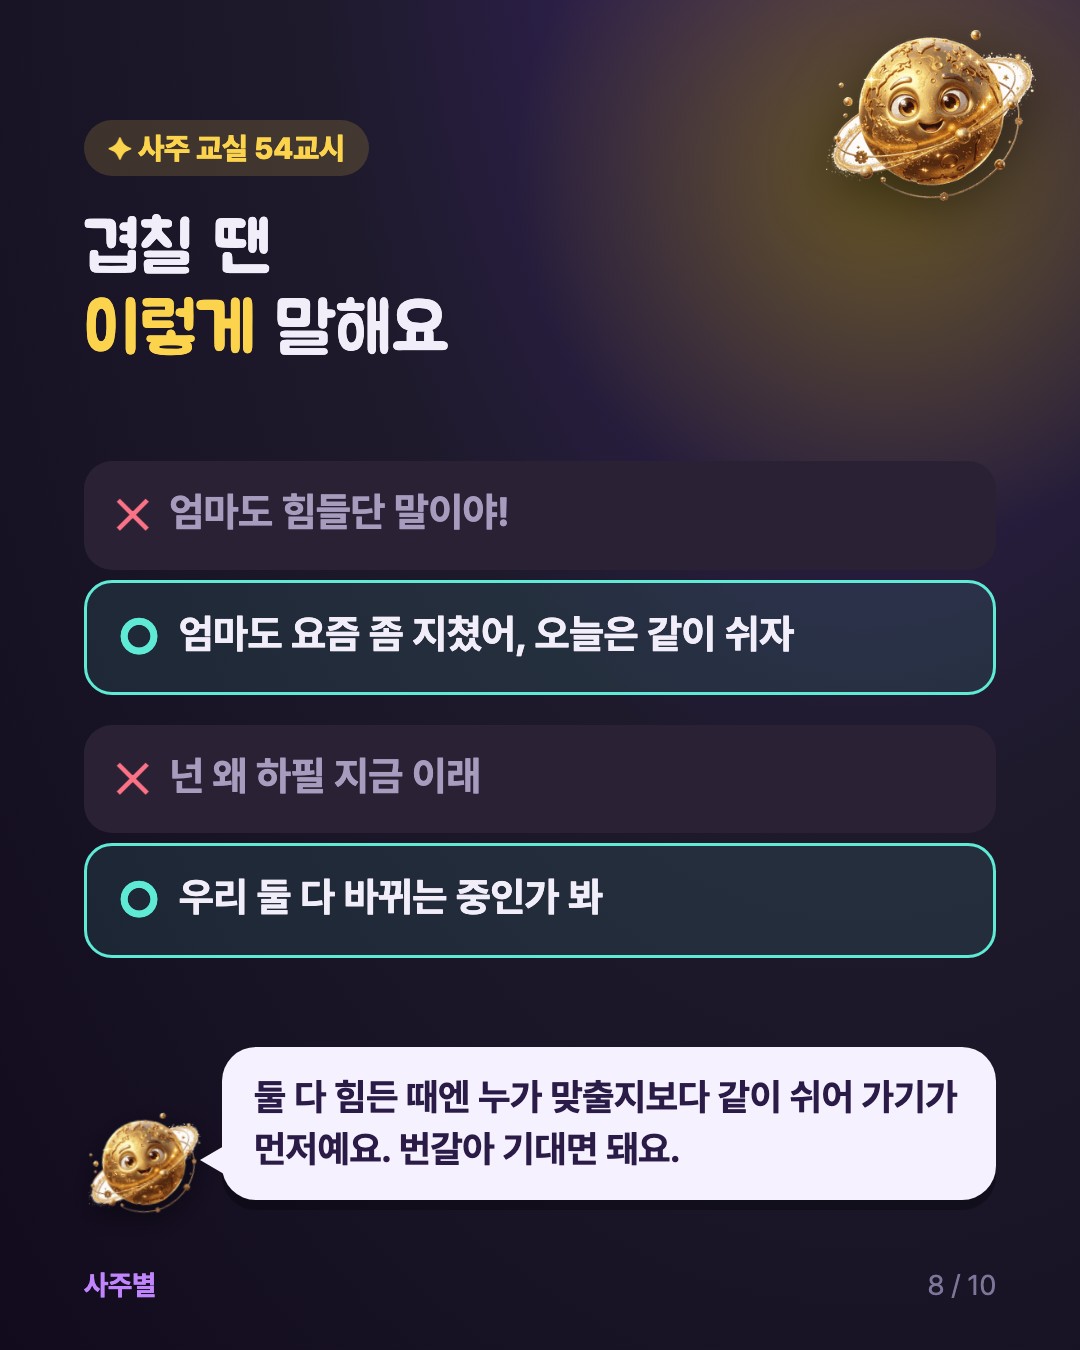 ✦ 사주 교실 54교시
겹칠 땐
이렇게 말해요
엄마도 힘들단 말이야!
엄마도 요즘 좀 지쳤어, 오늘은 같이 쉬자
넌 왜 하필 지금 이래
우리 둘 다 바뀌는 중인가 봐
둘 다 힘든 때엔 누가 맞출지보다 같이 쉬어 가기가
먼저예요. 번갈아 기대면 돼요.
사주별
8 / 10